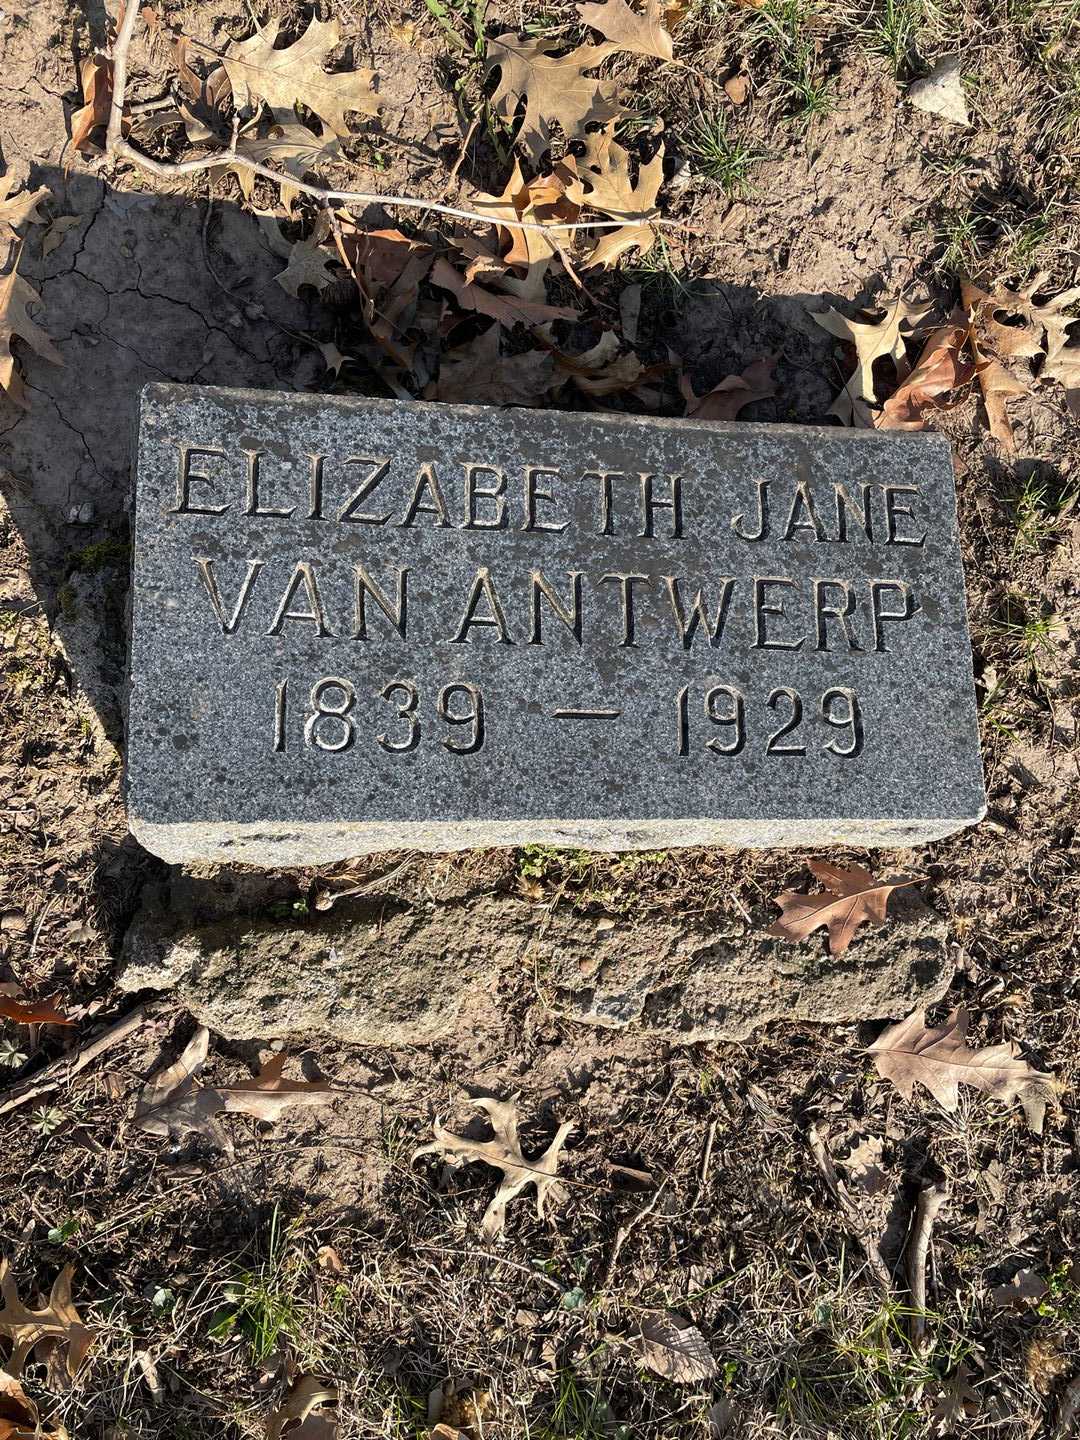 ELIZABETH JANE
VAN ANTWERP
1839 – 1929